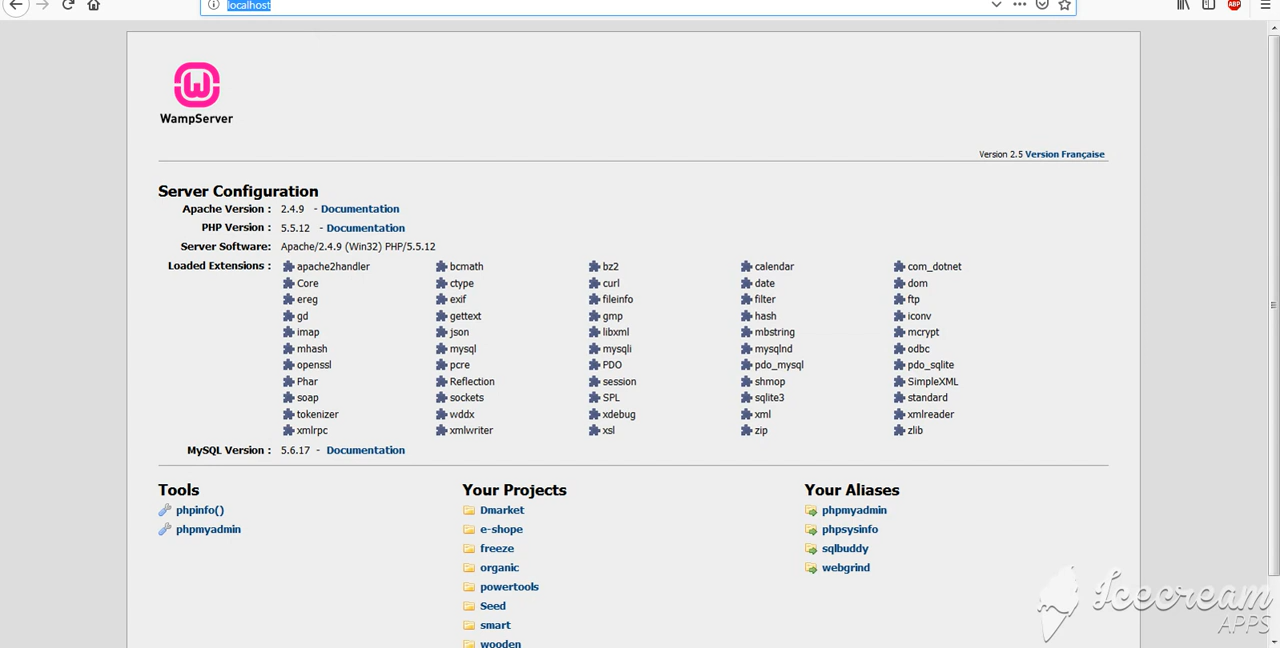 localhost
ABP
WampServer
Version 2.5 Version Française
Server Configuration
Apache Version : 2.4.9 - Documentation
PHP Version : 5.5.12 - Documentation
Server Software: Apache/2.4.9 (Win32) PHP/5.5.12
Loaded Extensions : apache2handler bcmath bz2 calendar com_dotnet
Core ctype curl date dom
ereg exif fileinfo filter ftp
gd gettext gmp hash iconv
imap json libxml mbstring mcrypt
mhash mysql mysqli mysqlnd odbc
openssl pcre PDO pdo_mysql pdo_sqlite
Phar Reflection session shmop SimpleXML
soap sockets SPL sqlite3 standard
tokenizer wddx xdebug xml xmlreader
xmlrpc xmlwriter xsl zip zlib
MySQL Version : 5.6.17 - Documentation
Tools
phpinfo()
phpmyadmin
Your Projects
Dmarket
e-shope
freeze
organic
powertools
Seed
smart
wooden
Your Aliases
phpmyadmin
phpsysinfo
sqlbuddy
webgrind
Icecream
APPS